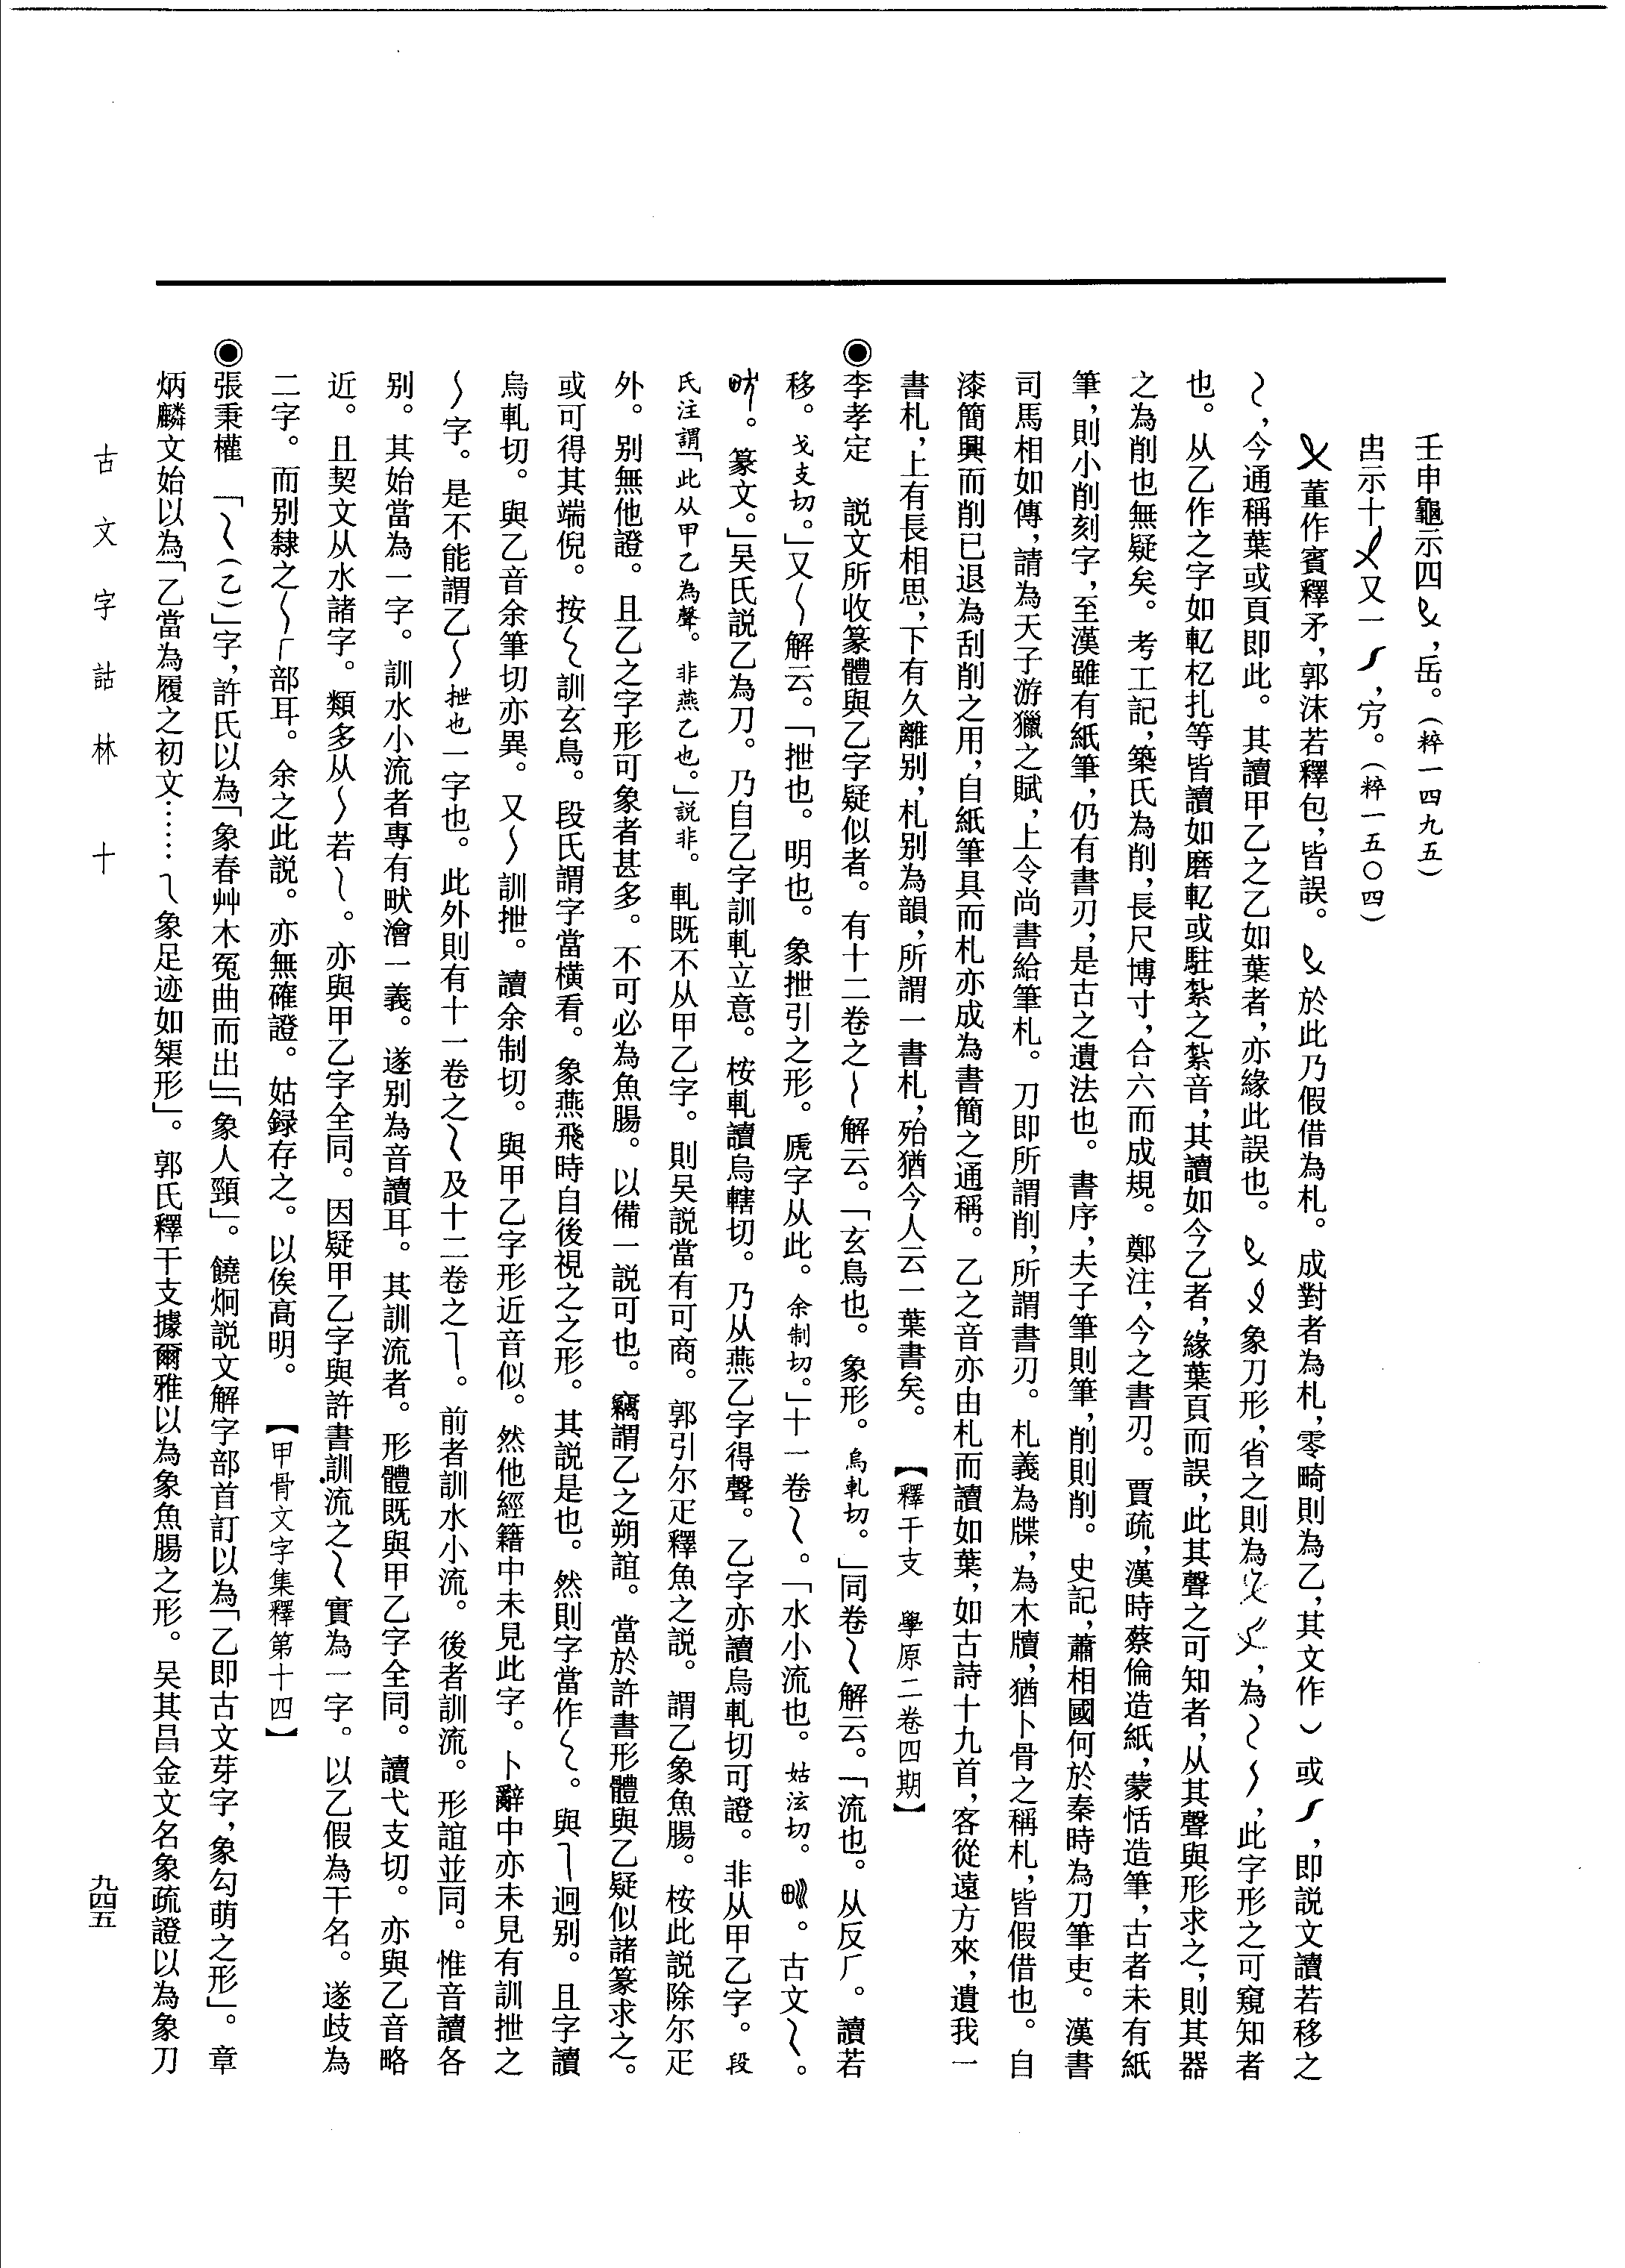 壬申龜示四，岳。（粹一四九五）
㞢示十又一，㝑。（粹一五〇四）
董作賓釋矛，郭沫若釋包，皆誤。於此乃假借為札。成對者為札，零畸則為乙，其文作或，即説文讀若移之
，今通稱葉或頁即此。其讀甲乙之乙如葉者，亦緣此誤也。象刀形，省之則為，為，此字形之可窺知者
也。从乙作之字如軋朼扎等皆讀如磨軋或駐紮之紮音，其讀如今乙者，緣葉頁而誤，此其聲之可知者，从其聲與形求之，則其器
之為削也無疑矣。考工記，築氏為削，長尺博寸，合六而成規。鄭注，今之書刃。賈疏，漢時蔡倫造紙，蒙恬造筆，古者未有紙
筆，則小削刻字，至漢雖有紙筆，仍有書刃，是古之遺法也。書序，夫子筆則筆，削則削。史記，蕭相國何於秦時為刀筆吏。漢書
司馬相如傳，請為天子游獵之賦，上令尚書給筆札。刀即所謂削，所謂書刃。札義為牒，為木牘，猶卜骨之稱札，皆假借也。自
漆簡興而削已退為刮削之用，自紙筆具而札亦成為書簡之通稱。乙之音亦由札而讀如葉，如古詩十九首，客從遠方來，遺我一
書札，上有長相思，下有久離别，札别為韻，所謂一書札，殆猶今人云一葉書矣。【釋干支　學原二卷四期】
◉李孝定　説文所收篆體與乙字疑似者。有十二卷之解云。「玄鳥也。象形。烏軋切。」同卷解云。「流也。从反厂。讀若
移。戈支切。」又解云。「抴也。明也。象抴引之形。虒字从此。余制切。」十一卷。「水小流也。姑泫切。。古文。
。篆文。」吴氏説乙為刀。乃自乙字訓軋立意。桉軋讀烏轄切。乃从燕乙字得聲。乙字亦讀烏軋切可證。非从甲乙字。段
氏注謂「此从甲乙為聲。非燕乙也。」説非。軋既不从甲乙字。則吴説當有可商。郭引尔疋釋魚之説。謂乙象魚腸。桉此説除尔疋
外。别無他證。且乙之字形可象者甚多。不可必為魚腸。以備一説可也。竊謂乙之朔誼。當於許書形體與乙疑似諸篆求之。
或可得其端倪。按訓玄鳥。段氏謂字當横看。象燕飛時自後視之之形。其説是也。然則字當作。與迥别。且字讀
烏軋切。與乙音余筆切亦異。又訓抴。讀余制切。與甲乙字形近音似。然他經籍中未見此字。卜辭中亦未見有訓抴之
字。是不能謂乙抴也一字也。此外則有十一卷之及十二卷之。前者訓水小流。後者訓流。形誼並同。惟音讀各
别。其始當為一字。訓水小流者專有畎澮一義。遂别為音讀耳。其訓流者。形體既與甲乙字全同。讀弋支切。亦與乙音略
近。且契文从水諸字。類多从若。亦與甲乙字全同。因疑甲乙字與許書訓流之實為一字。以乙假為干名。遂歧為
二字。而别隸之厂部耳。余之此説。亦無確證。姑録存之。以俟高明。【甲骨文字集釋第十四】
◉張秉權　「（乙）」字，許氏以為「象春艸木冤曲而出」「象人頸」。饒炯説文解字部首訂以為「乙即古文芽字，象勾萌之形」。章
炳麟文始以為「乙當為履之初文……象足迹如榘形」。郭氏釋干支據爾雅以為象魚腸之形。吴其昌金文名象疏證以為象刀
古文字詁林　十
九四五